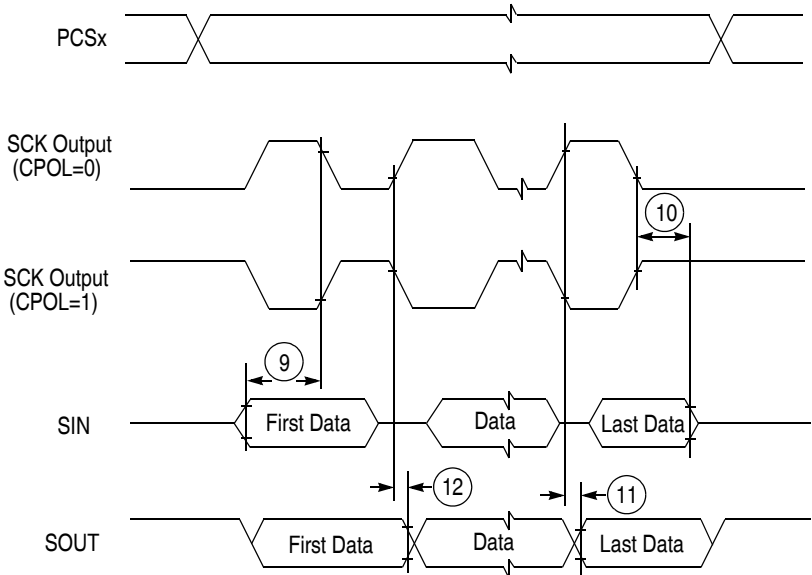 PCSx
SCK Output
(CPOL=0)
10
SCK Output
(CPOL=1)
9
SIN
First Data
Data
Last Data
12
11
SOUT
First Data
Data
Last Data